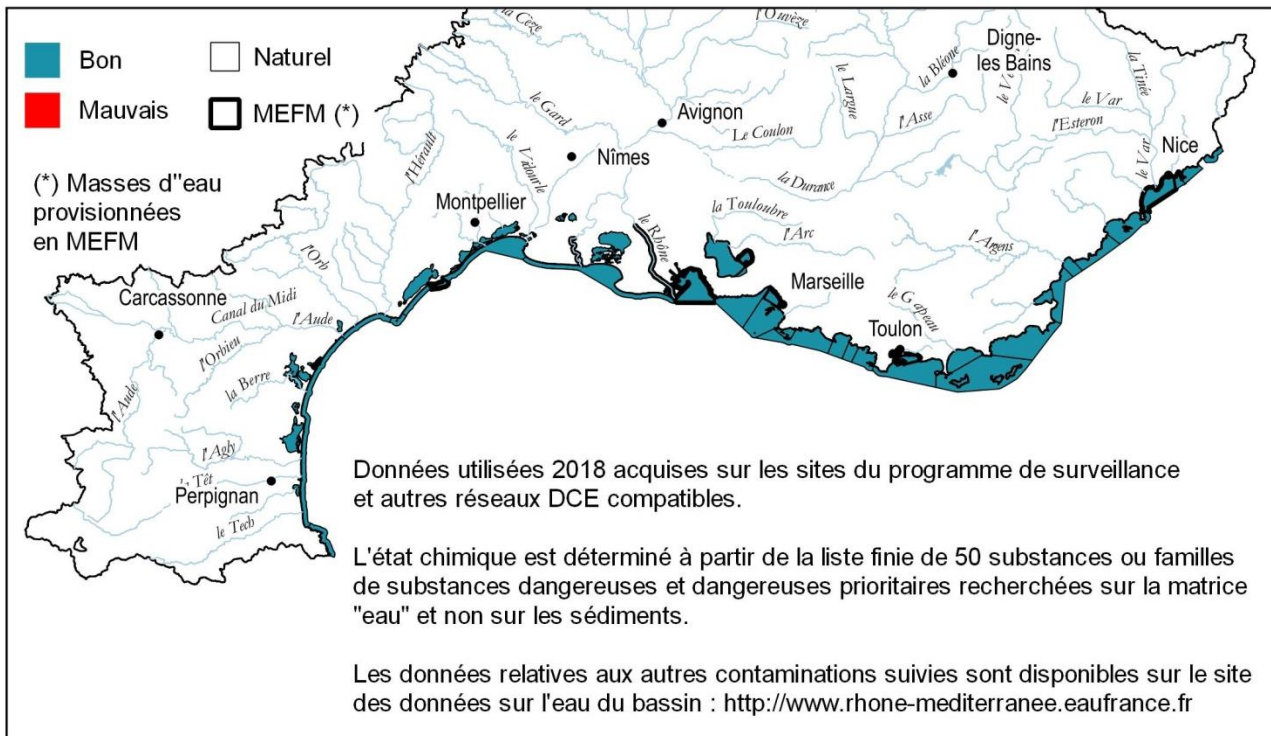 Bon
Naturel
Mauvais
MEFM (*)
(*) Masses d"eau
provisionnées
en MEFM
la Cèze
l'Ouvèze
le Gard
le Vidourle
l'Hérault
Avignon
Nîmes
Montpellier
le Largue
la Bléone
Digne-
les Bains
la Tinée
le Var
l'Esteron
l'Asse
Le Coulon
la Durance
le Var
Nice
le Rhône
la Touloubre
l'Arc
l'Argens
Marseille
le Gapeau
Toulon
l'Orb
Carcassonne
Canal du Midi
l'Aude
l'Orbieu
la Berre
l'Aude
l'Agly
Têt
Perpignan
le Tech
Données utilisées 2018 acquises sur les sites du programme de surveillance
et autres réseaux DCE compatibles.
L'état chimique est déterminé à partir de la liste finie de 50 substances ou familles
de substances dangereuses et dangereuses prioritaires recherchées sur la matrice
"eau" et non sur les sédiments.
Les données relatives aux autres contaminations suivies sont disponibles sur le site
des données sur l'eau du bassin : http://www.rhone-mediterranee.eaufrance.fr